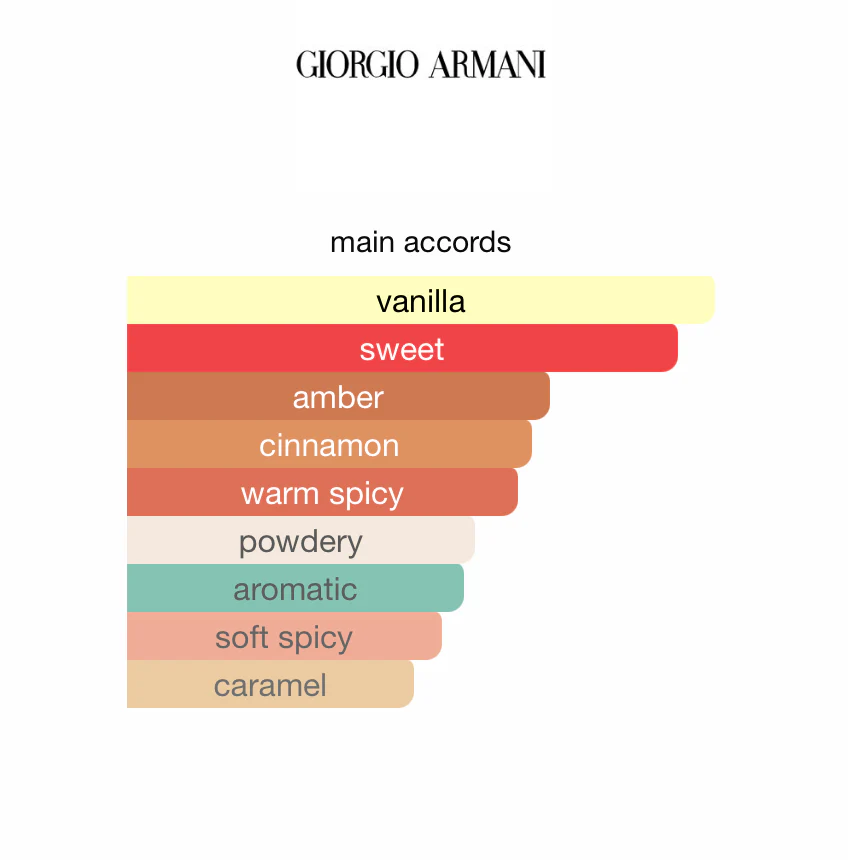 GIORGIO ARMANI
main accords
vanilla
sweet
amber
cinnamon
warm spicy
powdery
aromatic
soft spicy
caramel